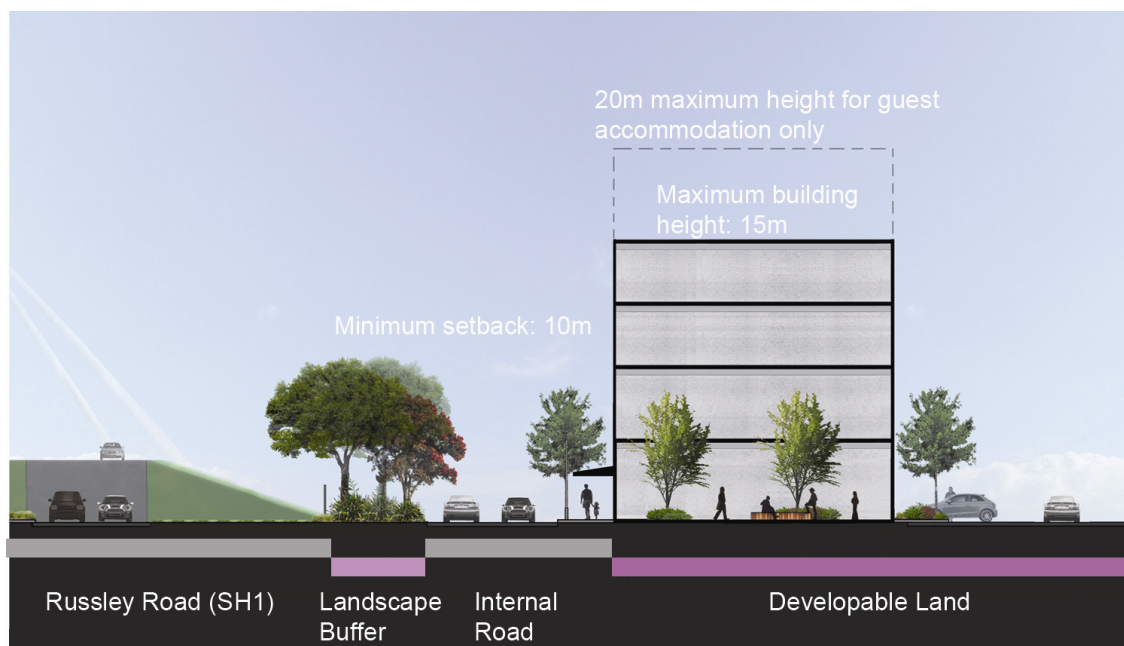 20m maximum height for guest
accommodation only
Maximum building
height: 15m
Minimum setback: 10m
Russley Road (SH1)
Landscape
Buffer
Internal
Road
Developable Land